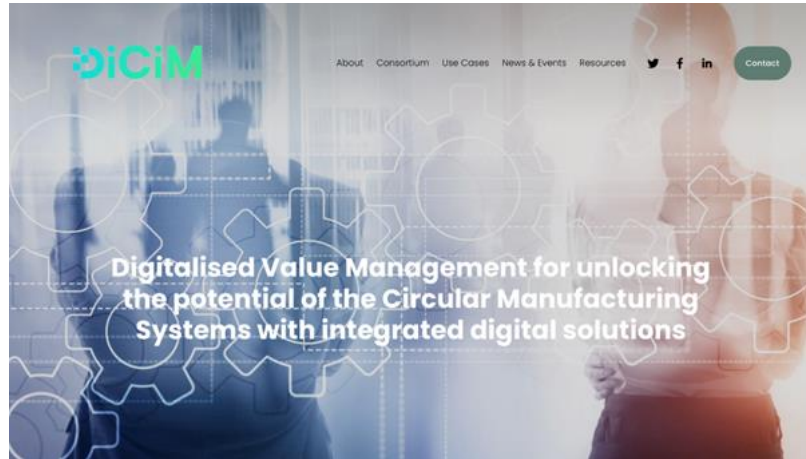 DiCiM
About Consortium Use Cases News & Events Resources Contact
Digitalised Value Management for unlocking
the potential of the Circular Manufacturing
Systems with integrated digital solutions